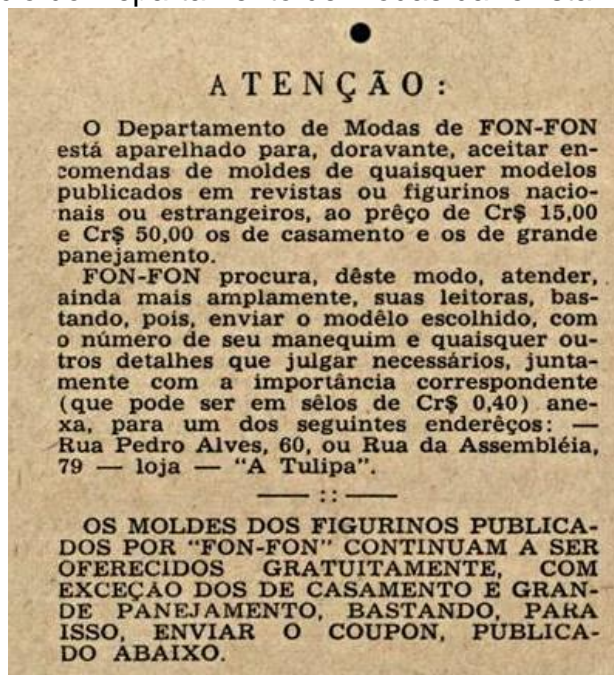 ATENÇÃO:
O Departamento de Modas de FON-FON
está aparelhado para, doravante, aceitar en-
comendas de moldes de quaisquer modelos
publicados em revistas ou figurinos nacio-
nais ou estrangeiros, ao prêço de Cr$ 15,00
e Cr$ 50,00 os de casamento e os de grande
panejamento.
FON-FON procura, dêste modo, atender,
ainda mais amplamente, suas leitoras, bas-
tando, pois, enviar o modêlo escolhido, com
o número de seu manequim e quaisquer ou-
tros detalhes que julgar necessários, junta-
mente com a importância correspondente
(que pode ser em sêlos de Cr$ 0,40) ane-
xa, para um dos seguintes enderêços: —
Rua Pedro Alves, 60, ou Rua da Assembléia,
79 — loja — "A Tulipa".
—— :: ——
OS MOLDES DOS FIGURINOS PUBLICA-
DOS POR "FON-FON" CONTINUAM A SER
OFERECIDOS GRATUITAMENTE, COM
EXCEÇÃO DOS DE CASAMENTO E GRAN-
DE PANEJAMENTO, BASTANDO, PARA
ISSO, ENVIAR O COUPON, PUBLICA-
DO ABAIXO.